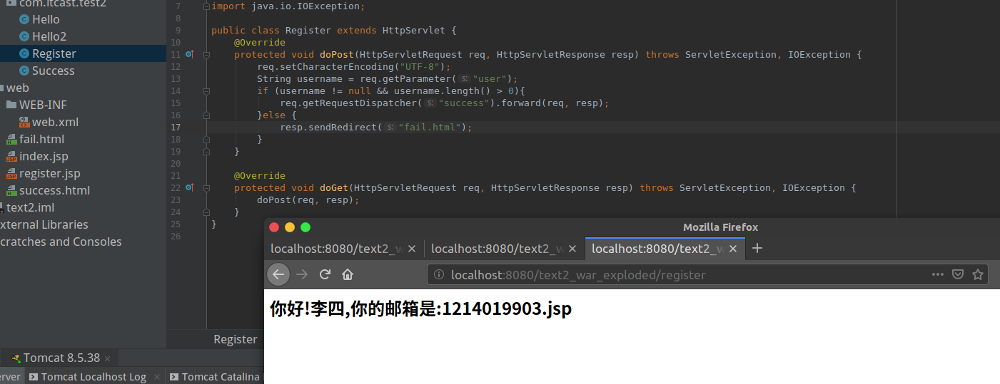 com.itcast.test2
Hello
Hello2
Register
Success
web
WEB-INF
web.xml
fail.html
index.jsp
register.jsp
success.html
text2.iml
xternal Libraries
cratches and Consoles
7 import java.io.IOException;
8
9 public class Register extends HttpServlet {
10 @Override
11 protected void doPost(HttpServletRequest req, HttpServletResponse resp) throws ServletException, IOException {
12 req.setCharacterEncoding("UTF-8");
13 String username = req.getParameter( s: "user");
14 if (username != null && username.length() > 0){
15 req.getRequestDispatcher( s: "success").forward(req, resp);
16 }else {
17 resp.sendRedirect( s: "fail.html");
18 }
19 }
20
21 @Override
22 protected void doGet(HttpServletRequest req, HttpServletResponse resp) throws ServletException, IOException {
23 doPost(req, resp);
24 }
25 }
26
Register
Mozilla Firefox
localhost:8080/text2_w × localhost:8080/text2_w × localhost:8080/text2_w × +
localhost:8080/text2_war_exploded/register
你好!李四,你的邮箱是:1214019903.jsp
Tomcat 8.5.38 ×
erver Tomcat Localhost Log × Tomcat Catalina